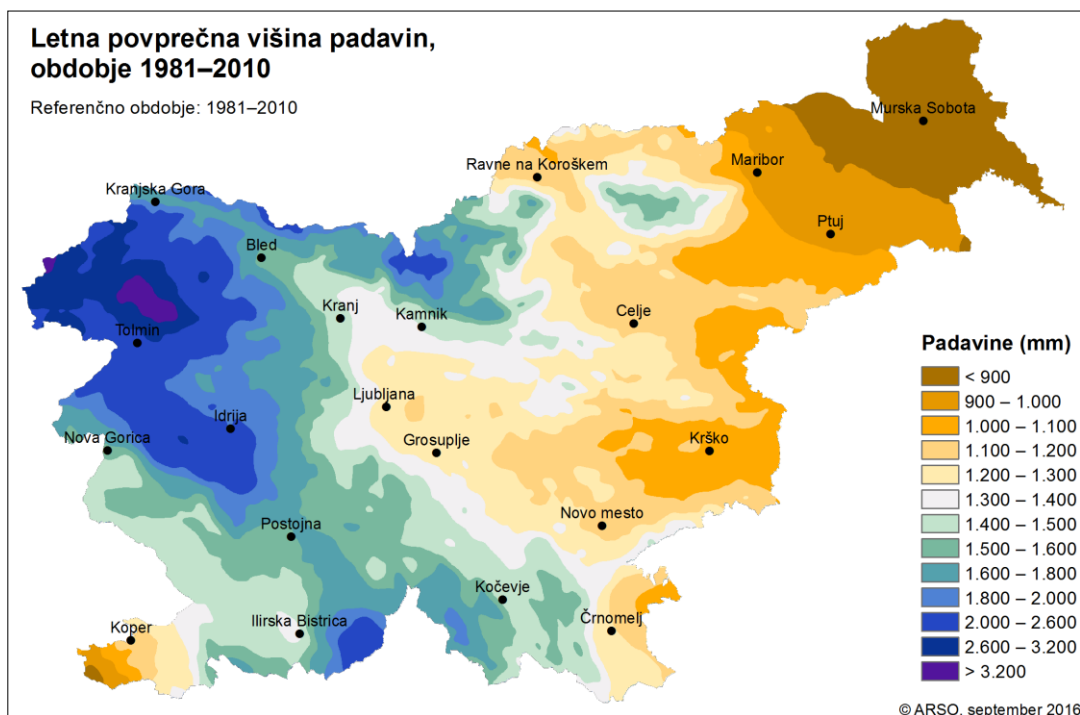 Letna povprečna višina padavin,
obdobje 1981–2010
Referenčno obdobje: 1981–2010
Murska Sobota
Ravne na Koroškem
Maribor
Kranjska Gora
Ptuj
Bled
Kranj
Kamnik
Celje
Tolmin
Ljubljana
Idrija
Nova Gorica
Grosuplje
Krško
Postojna
Novo mesto
Kočevje
Koper
Ilirska Bistrica
Črnomelj
Padavine (mm)
< 900
900 – 1.000
1.000 – 1.100
1.100 – 1.200
1.200 – 1.300
1.300 – 1.400
1.400 – 1.500
1.500 – 1.600
1.600 – 1.800
1.800 – 2.000
2.000 – 2.600
2.600 – 3.200
> 3.200
© ARSO, september 2016